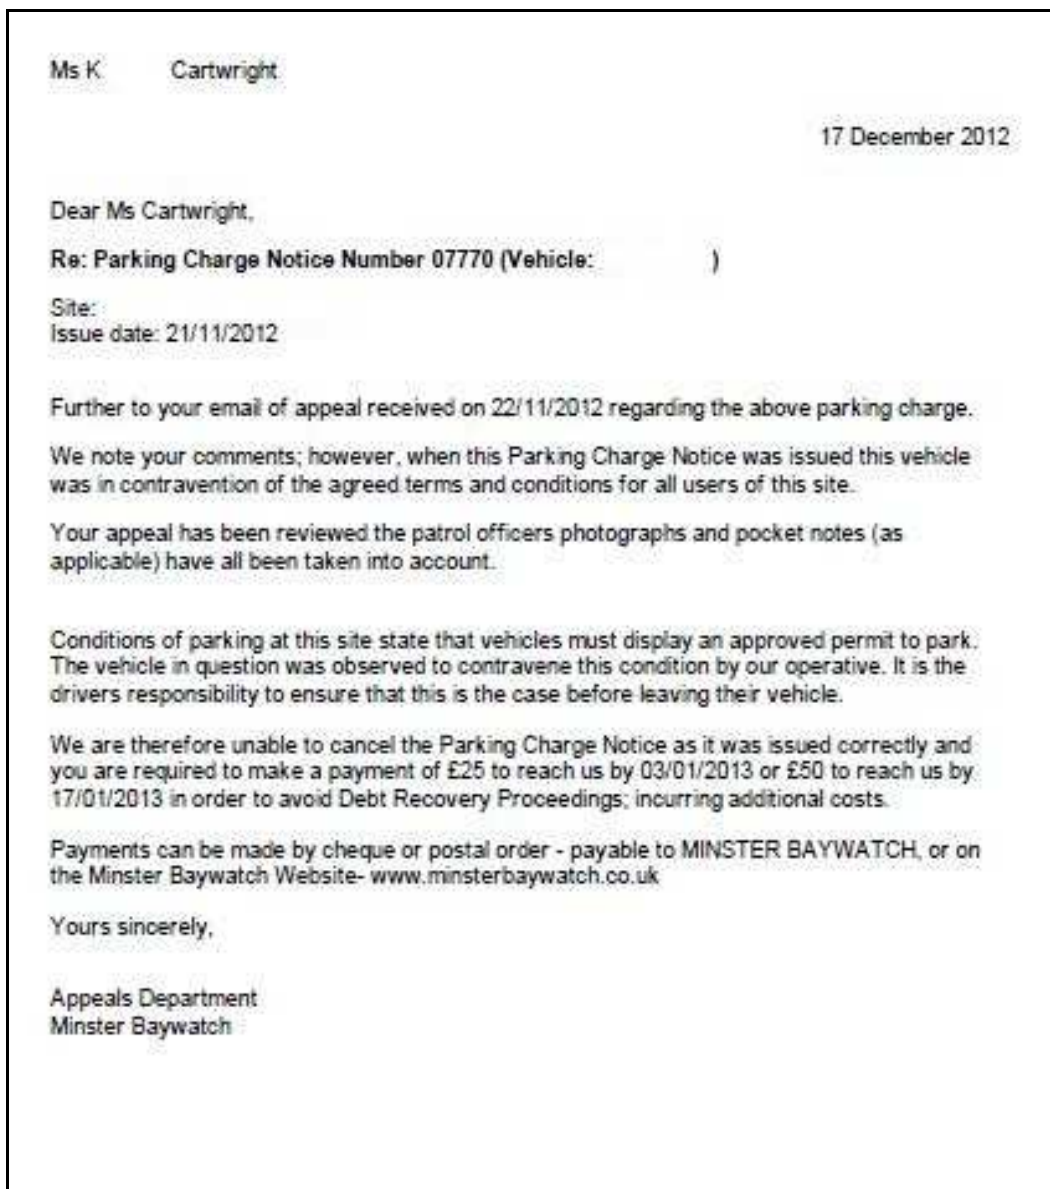 Ms K Cartwright
17 December 2012
Dear Ms Cartwright,
Re: Parking Charge Notice Number 07770 (Vehicle: )
Site:
Issue date: 21/11/2012
Further to your email of appeal received on 22/11/2012 regarding the above parking charge.
We note your comments; however, when this Parking Charge Notice was issued this vehicle
was in contravention of the agreed terms and conditions for all users of this site.
Your appeal has been reviewed the patrol officers photographs and pocket notes (as
applicable) have all been taken into account.
Conditions of parking at this site state that vehicles must display an approved permit to park.
The vehicle in question was observed to contravene this condition by our operative. It is the
drivers responsibility to ensure that this is the case before leaving their vehicle.
We are therefore unable to cancel the Parking Charge Notice as it was issued correctly and
you are required to make a payment of £25 to reach us by 03/01/2013 or £50 to reach us by
17/01/2013 in order to avoid Debt Recovery Proceedings; incurring additional costs.
Payments can be made by cheque or postal order - payable to MINSTER BAYWATCH, or on
the Minster Baywatch Website- www.minsterbaywatch.co.uk
Yours sincerely,
Appeals Department
Minster Baywatch